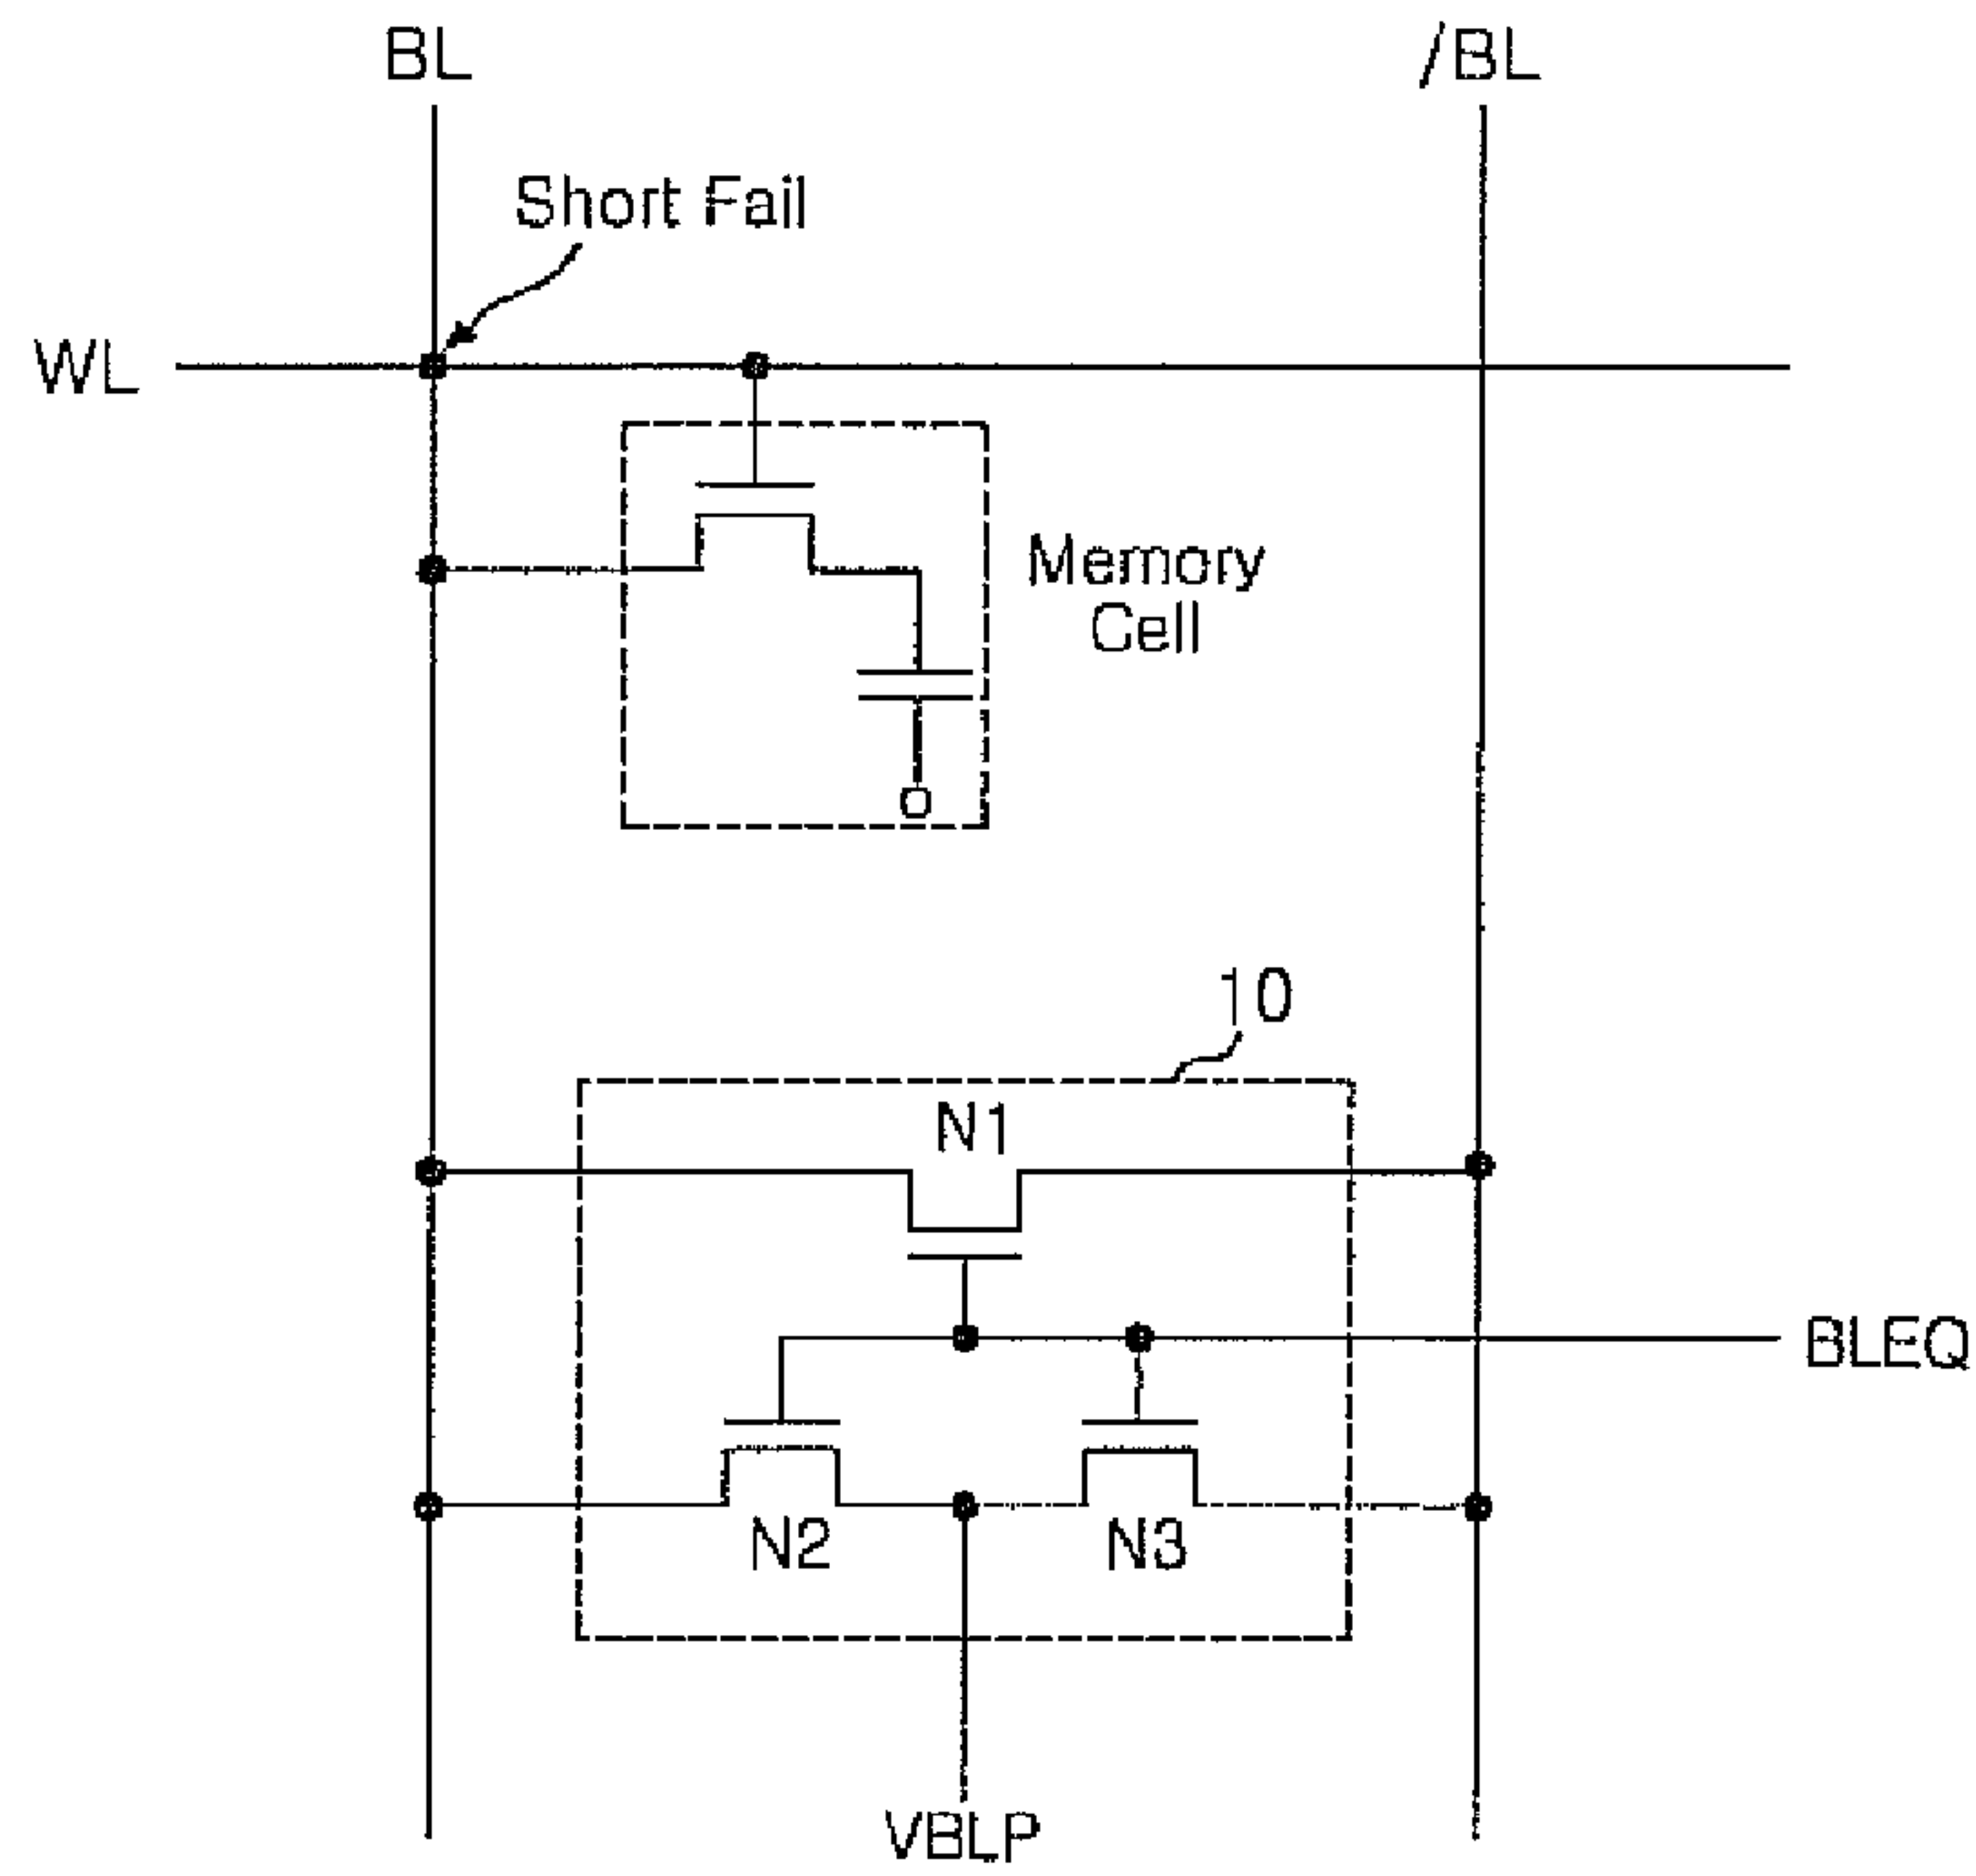 BL
/BL
Short Fail
WL
Memory
Cell
10
N1
BLEQ
N2
N3
VBLP